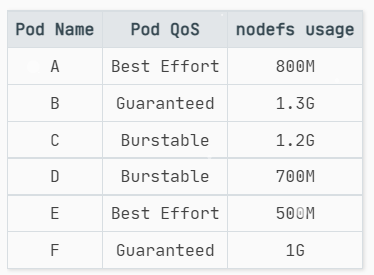 Pod Name Pod QoS nodefs usage
A Best Effort 800M
B Guaranteed 1.3G
C Burstable 1.2G
D Burstable 700M
E Best Effort 500M
F Guaranteed 1G